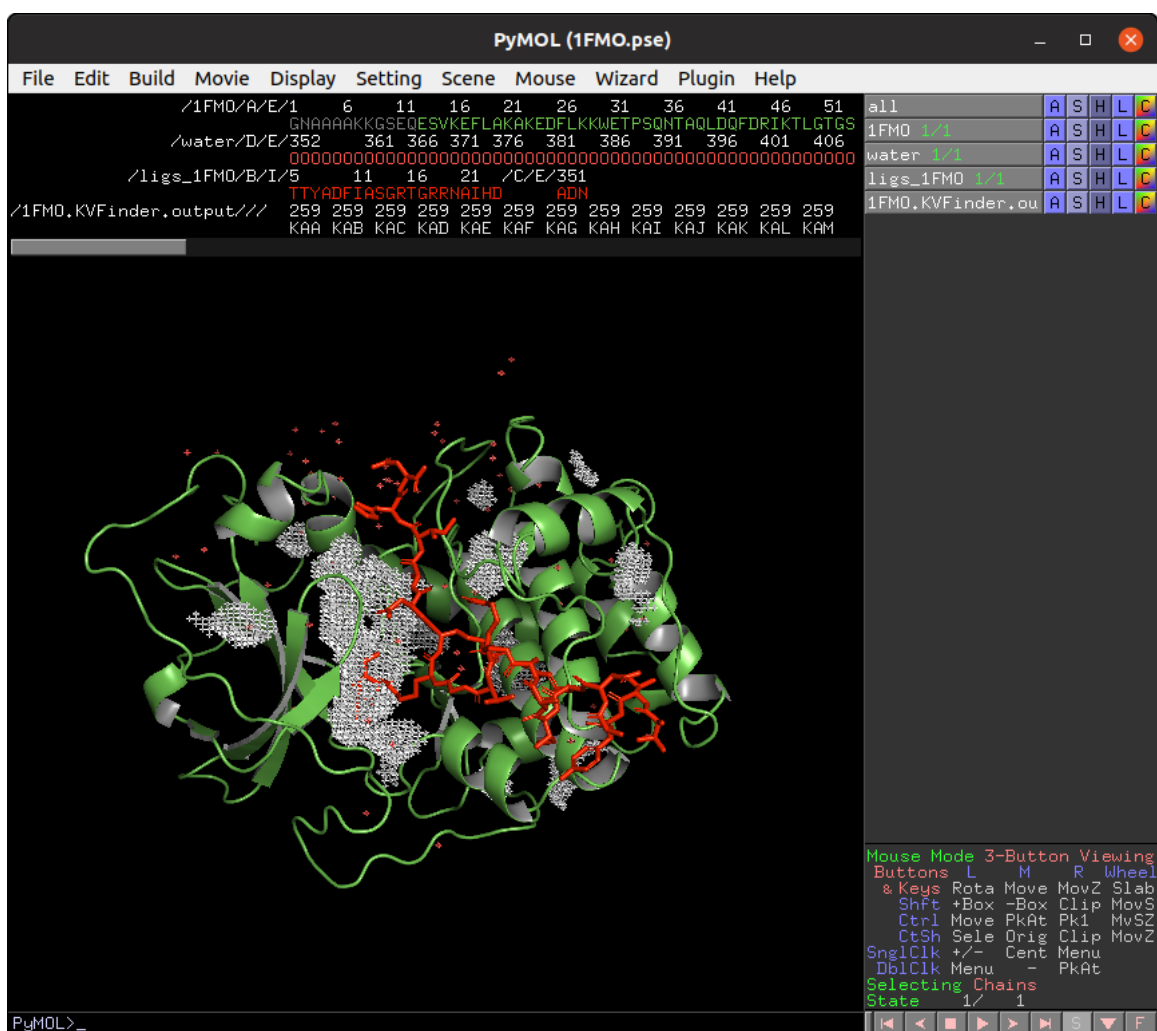 PyMOL (1FMO.pse)
File Edit Build Movie Display Setting Scene Mouse Wizard Plugin Help
/1FMO/A/E/1 6 11 16 21 26 31 36 41 46 51
GNAAAAKKGSEQESVKEFLAKAKEDFLKKWETPSQNTAQLDQFDRIKTLGTGS
/water/D/E/352 361 366 371 376 381 386 391 396 401 406
OOOOOOOOOOOOOOOOOOOOOOOOOOOOOOOOOOOOOOOOOOOOOOOOOOOOO
/ligs_1FMO/B/I/5 11 16 21 /C/E/351
TTYADFIASGRTGRRNAIHD ADN
/1FMO.KVFinder.output/// 259 259 259 259 259 259 259 259 259 259 259 259 259
KAA KAB KAC KAD KAE KAF KAG KAH KAI KAJ KAK KAL KAM
all A S H L C
1FMO 1/1 A S H L C
water 1/1 A S H L C
ligs_1FMO 1/1 A S H L C
1FMO.KVFinder.ou A S H L C
Mouse Mode 3-Button Viewing
Buttons L M R Wheel
& Keys Rota Move MovZ Slab
Shft +Box -Box Clip MovS
Ctrl Move PkAt Pk1 MvSZ
CtSh Sele Orig Clip MovZ
SnglClk +/- Cent Menu
DblClk Menu - PkAt
Selecting Chains
State 1/ 1
S F
PyMOL>_